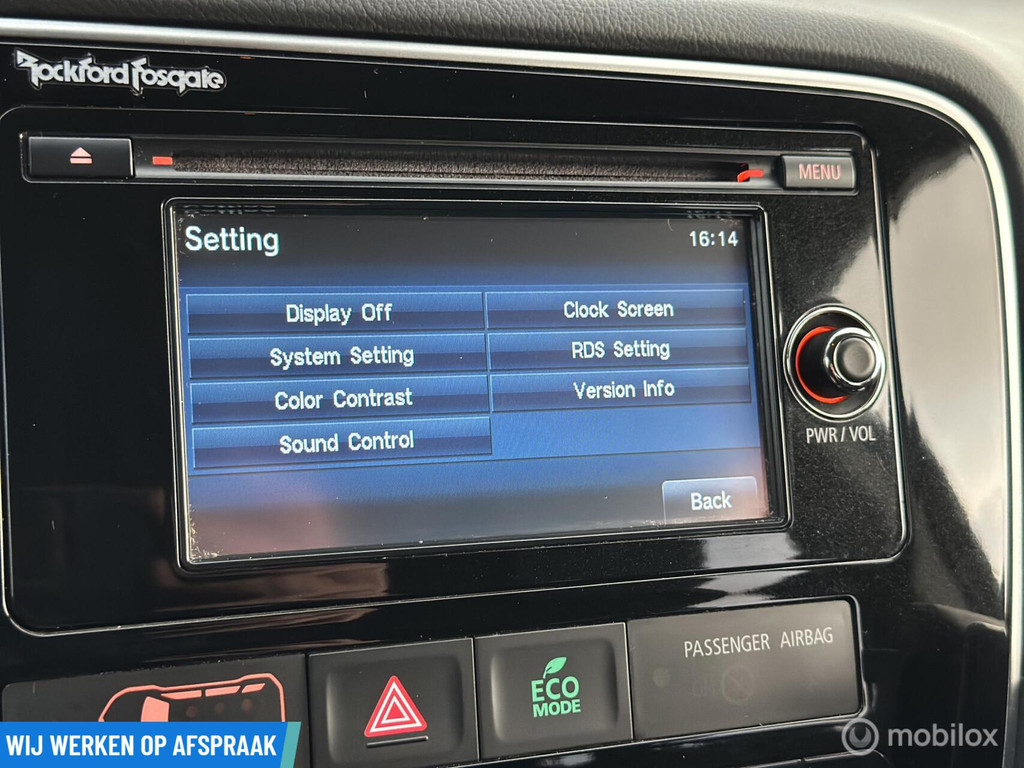 Rockford Fosgate
MENU
Setting
16:14
Display Off
Clock Screen
System Setting
RDS Setting
Color Contrast
Version Info
Sound Control
Back
PWR / VOL
PASSENGER AIRBAG
ECO
MODE
WIJ WERKEN OP AFSPRAAK
mobilox